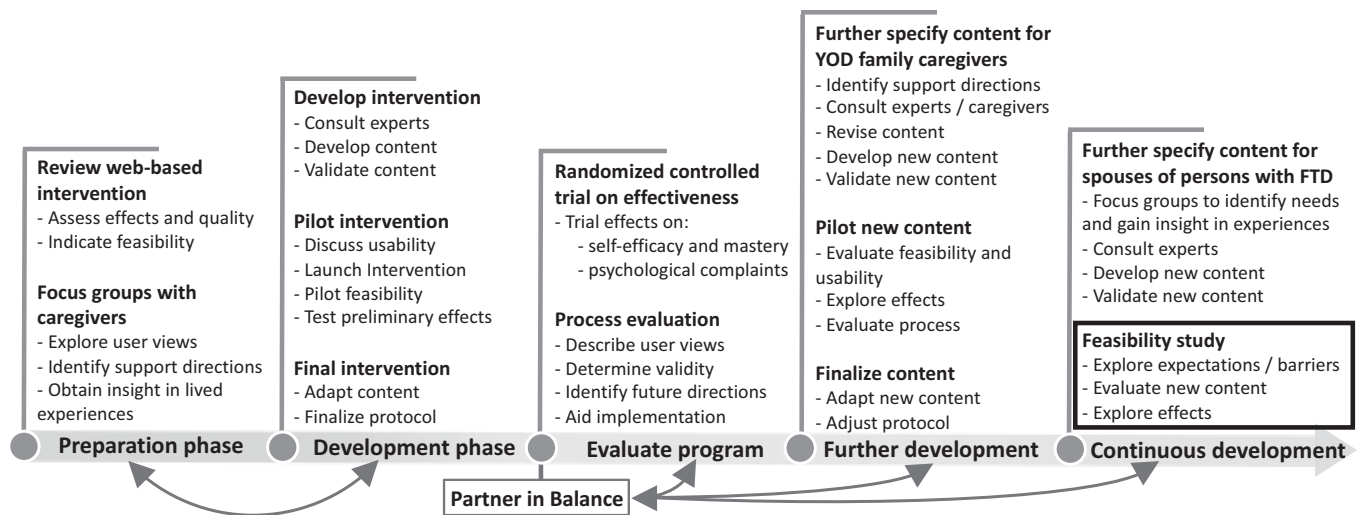 Review web-based
intervention
- Assess effects and quality
- Indicate feasibility
Focus groups with
caregivers
- Explore user views
- Identify support directions
- Obtain insight in lived
experiences
Preparation phase
Develop intervention
- Consult experts
- Develop content
- Validate content
Pilot intervention
- Discuss usability
- Launch Intervention
- Pilot feasibility
- Test preliminary effects
Final intervention
- Adapt content
- Finalize protocol
Development phase
Randomized controlled
trial on effectiveness
- Trial effects on:
- self-efficacy and mastery
- psychological complaints
Process evaluation
- Describe user views
- Determine validity
- Identify future directions
- Aid implementation
Evaluate program
Partner in Balance
Further specify content for
YOD family caregivers
- Identify support directions
- Consult experts / caregivers
- Revise content
- Develop new content
- Validate new content
Pilot new content
- Evaluate feasibility and
usability
- Explore effects
- Evaluate process
Finalize content
- Adapt new content
- Adjust protocol
Further development
Further specify content for
spouses of persons with FTD
- Focus groups to identify needs
and gain insight in experiences
- Consult experts
- Develop new content
- Validate new content
Feasibility study
- Explore expectations / barriers
- Evaluate new content
- Explore effects
Continuous development